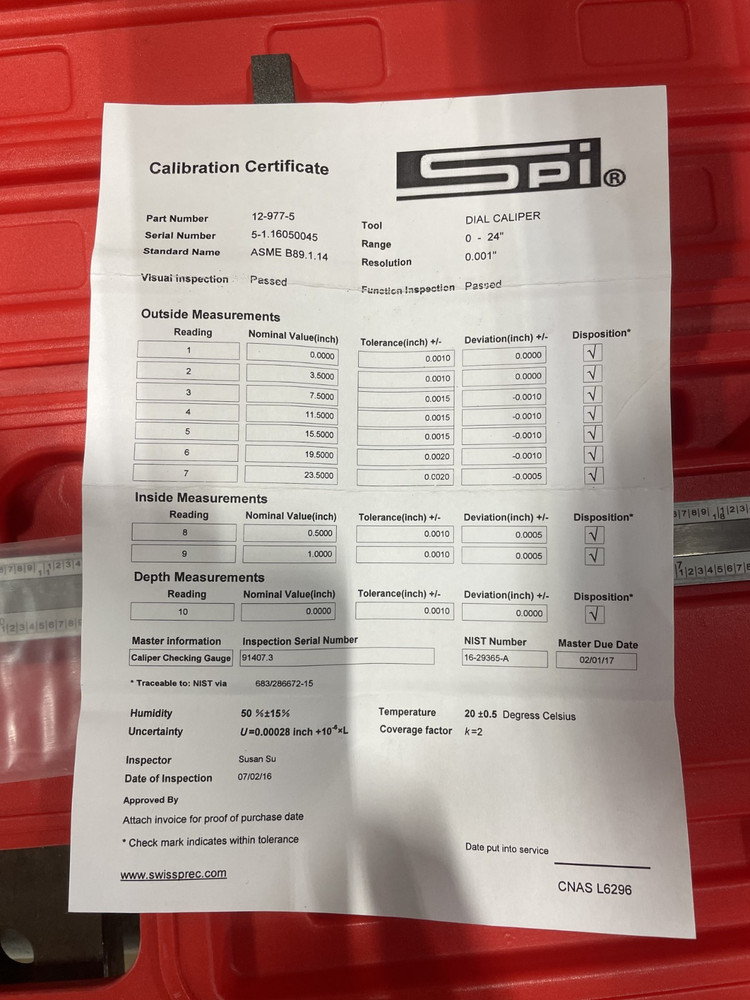 Calibration Certificate
SPi®
Part Number 12-977-5 Tool DIAL CALIPER
Serial Number 5-1.16050045 Range 0 - 24"
Standard Name ASME B89.1.14 Resolution 0.001"
Visual inspection Passed Function Inspection Passed
Outside Measurements
Reading Nominal Value(inch) Tolerance(inch) +/- Deviation(inch) +/- Disposition*
1 0.0000 0.0010 0.0000 √
2 3.5000 0.0010 0.0000 √
3 7.5000 0.0015 -0.0010 √
4 11.5000 0.0015 -0.0010 √
5 15.5000 0.0015 -0.0010 √
6 19.5000 0.0020 -0.0010 √
7 23.5000 0.0020 -0.0005 √
Inside Measurements
Reading Nominal Value(inch) Tolerance(inch) +/- Deviation(inch) +/- Disposition*
8 0.5000 0.0010 0.0005 √
9 1.0000 0.0010 0.0005 √
Depth Measurements
Reading Nominal Value(inch) Tolerance(inch) +/- Deviation(inch) +/- Disposition*
10 0.0000 0.0010 0.0000 √
Master information Inspection Serial Number NIST Number Master Due Date
Caliper Checking Gauge 91407.3 16-29365-A 02/01/17
* Traceable to: NIST via 683/286672-15
Humidity 50 %±15% Temperature 20 ±0.5 Degress Celsius
Uncertainty U=0.00028 inch +10⁻⁶×L Coverage factor k=2
Inspector Susan Su
Date of Inspection 07/02/16
Approved By
Attach invoice for proof of purchase date
* Check mark indicates within tolerance
Date put into service
www.swissprec.com
CNAS L6296